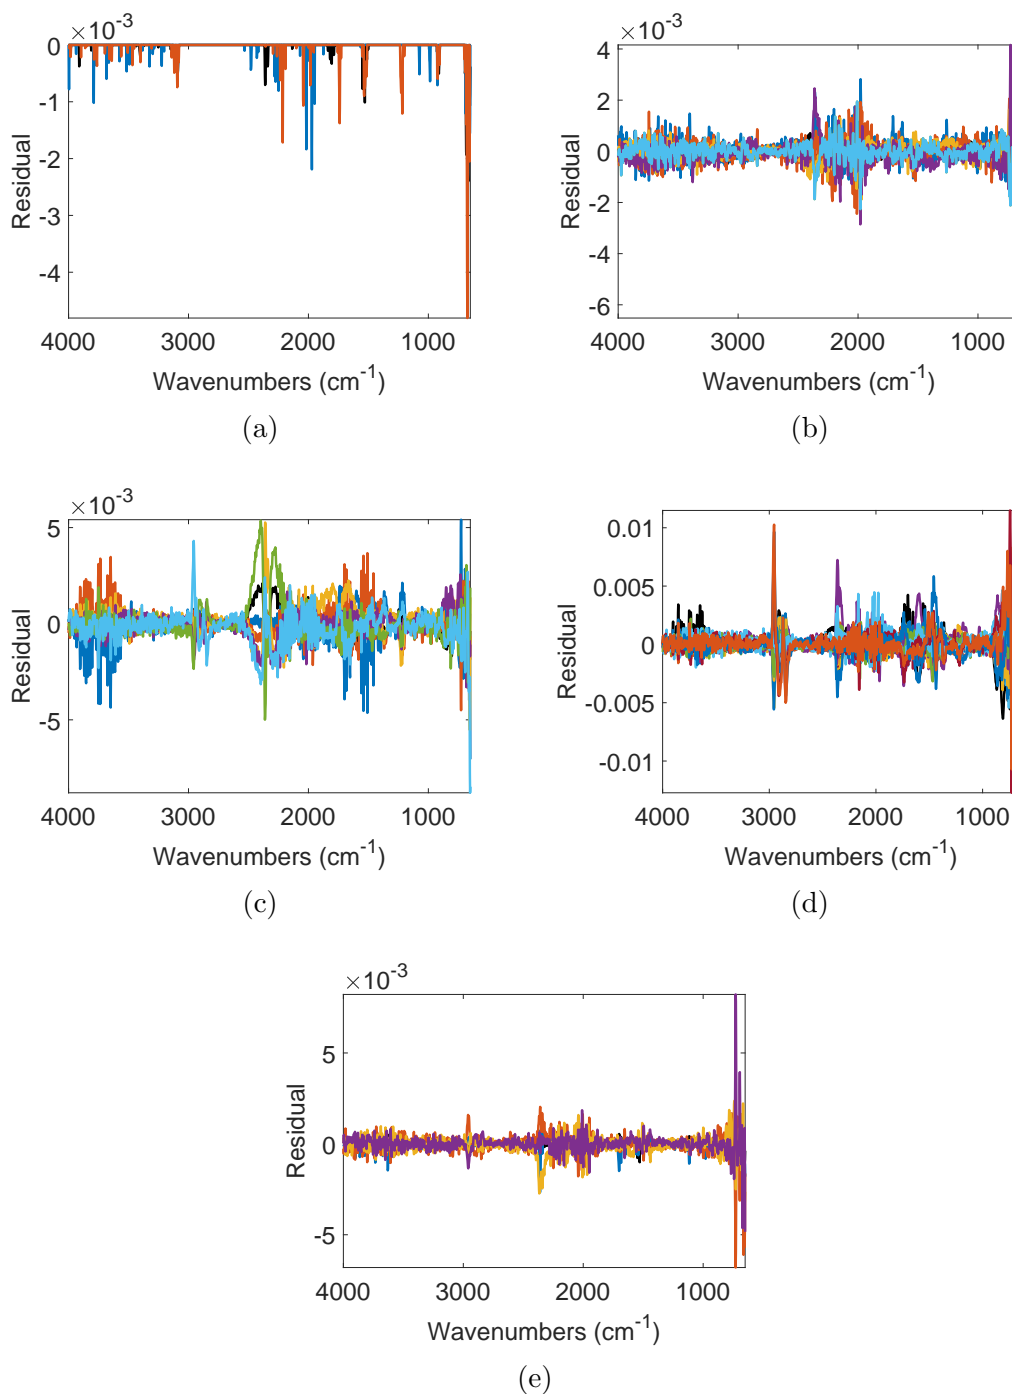 ×10-3
0
-1
-2
-3
-4
Residual
4000 3000 2000 1000
Wavenumbers (cm-1)
(a)
×10-3
4
2
0
-2
-4
-6
Residual
4000 3000 2000 1000
Wavenumbers (cm-1)
(b)
×10-3
5
0
-5
Residual
4000 3000 2000 1000
Wavenumbers (cm-1)
(c)
0.01
0.005
0
-0.005
-0.01
Residual
4000 3000 2000 1000
Wavenumbers (cm-1)
(d)
×10-3
5
0
-5
Residual
4000 3000 2000 1000
Wavenumbers (cm-1)
(e)